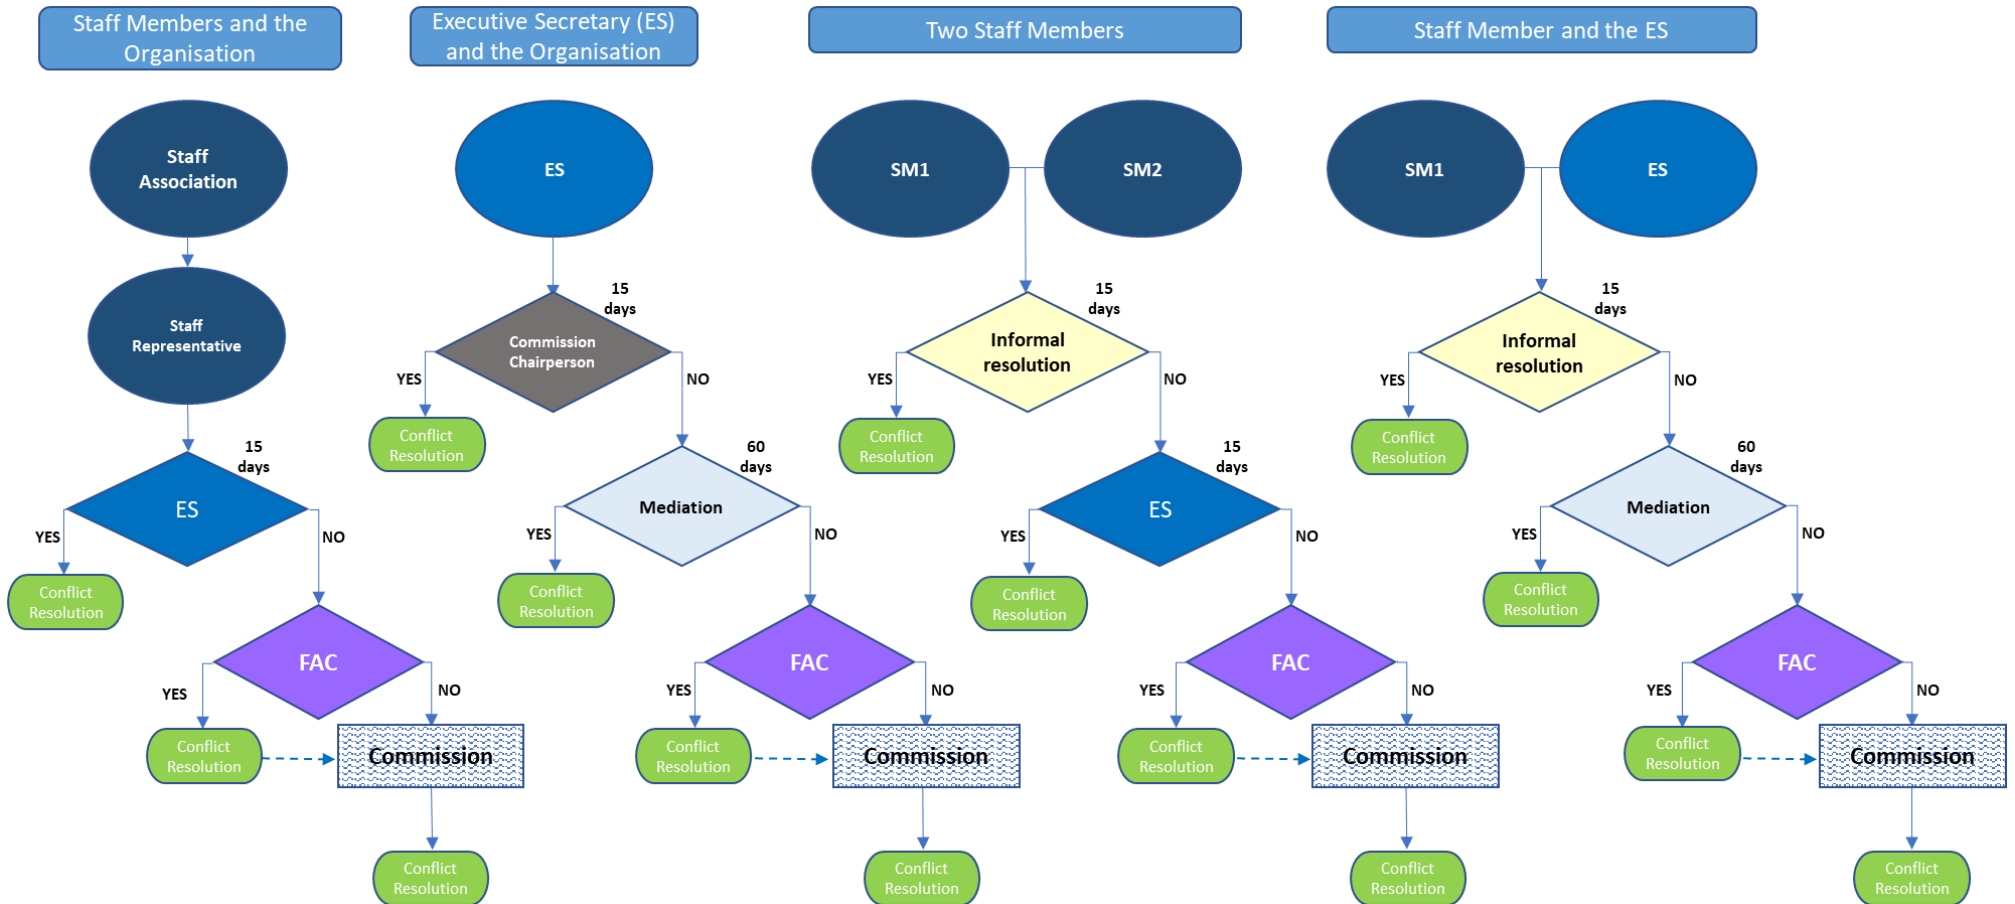 Staff Members and the
Organisation
Executive Secretary (ES)
and the Organisation
Two Staff Members
Staff Member and the ES
Staff
Association
ES
SM1
SM2
SM1
ES
Staff
Representative
15
days
Commission
Chairperson
YES
NO
Conflict
Resolution
15
days
Informal
resolution
YES
NO
Conflict
Resolution
15
days
Informal
resolution
YES
NO
Conflict
Resolution
15
days
ES
YES
NO
Conflict
Resolution
60
days
Mediation
YES
NO
Conflict
Resolution
15
days
ES
YES
NO
Conflict
Resolution
60
days
Mediation
YES
NO
Conflict
Resolution
FAC
YES
NO
Conflict
Resolution
Commission
Conflict
Resolution
FAC
YES
NO
Conflict
Resolution
Commission
Conflict
Resolution
FAC
YES
NO
Conflict
Resolution
Commission
Conflict
Resolution
FAC
YES
NO
Conflict
Resolution
Commission
Conflict
Resolution